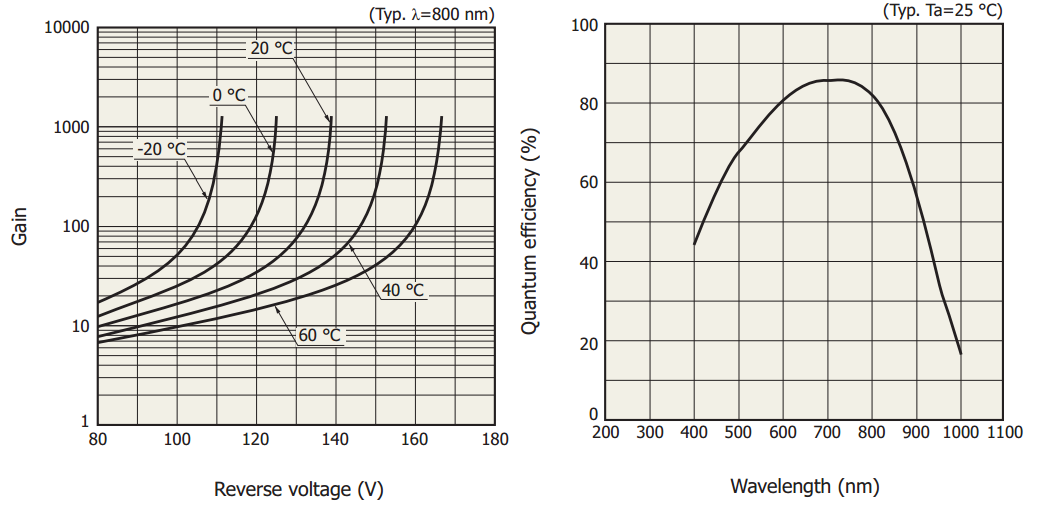 (Typ. λ=800 nm)
10000
1000
100
10
1
Gain
20 °C
0 °C
-20 °C
40 °C
60 °C
80 100 120 140 160 180
Reverse voltage (V)
(Typ. Ta=25 °C)
100
80
60
40
20
0
Quantum efficiency (%)
200 300 400 500 600 700 800 900 1000 1100
Wavelength (nm)